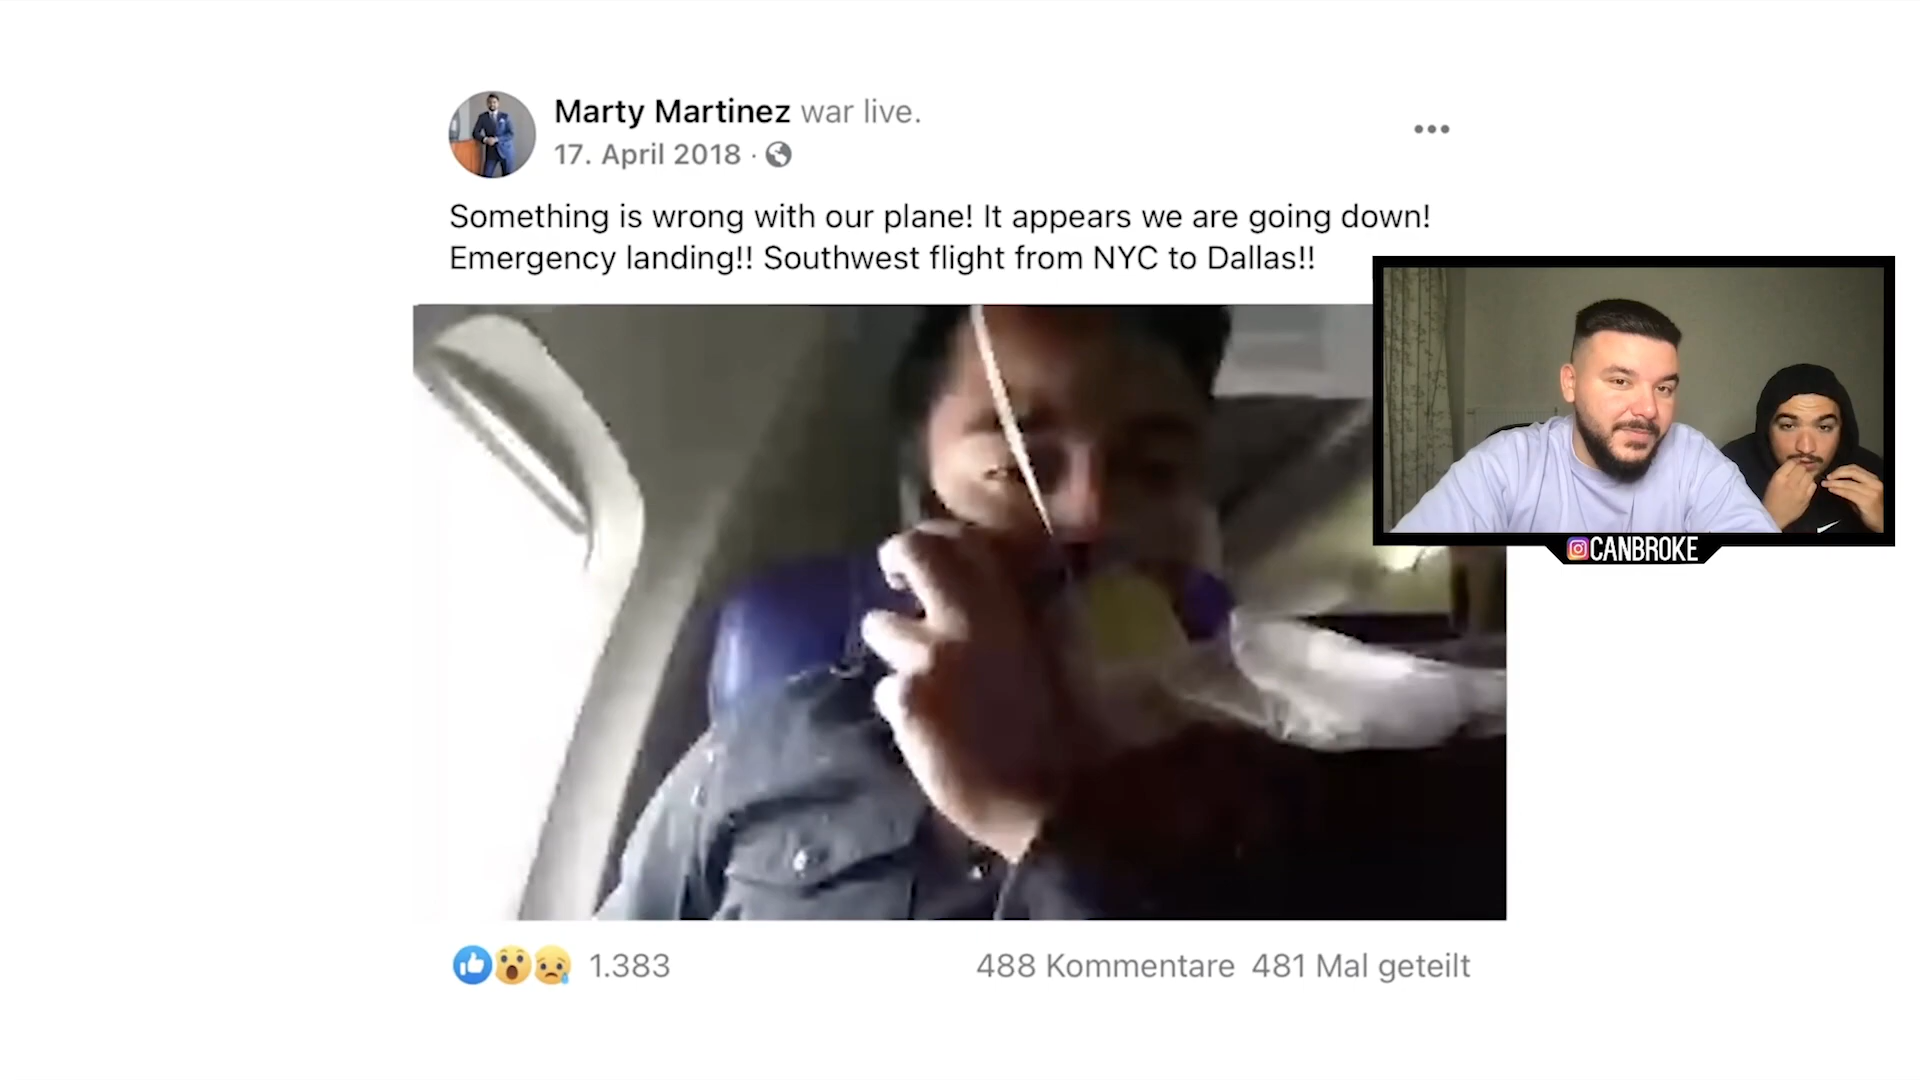 Marty Martinez war live.
17. April 2018 ·
Something is wrong with our plane! It appears we are going down!
Emergency landing!! Southwest flight from NYC to Dallas!!
CANBROKE
1.383
488 Kommentare 481 Mal geteilt